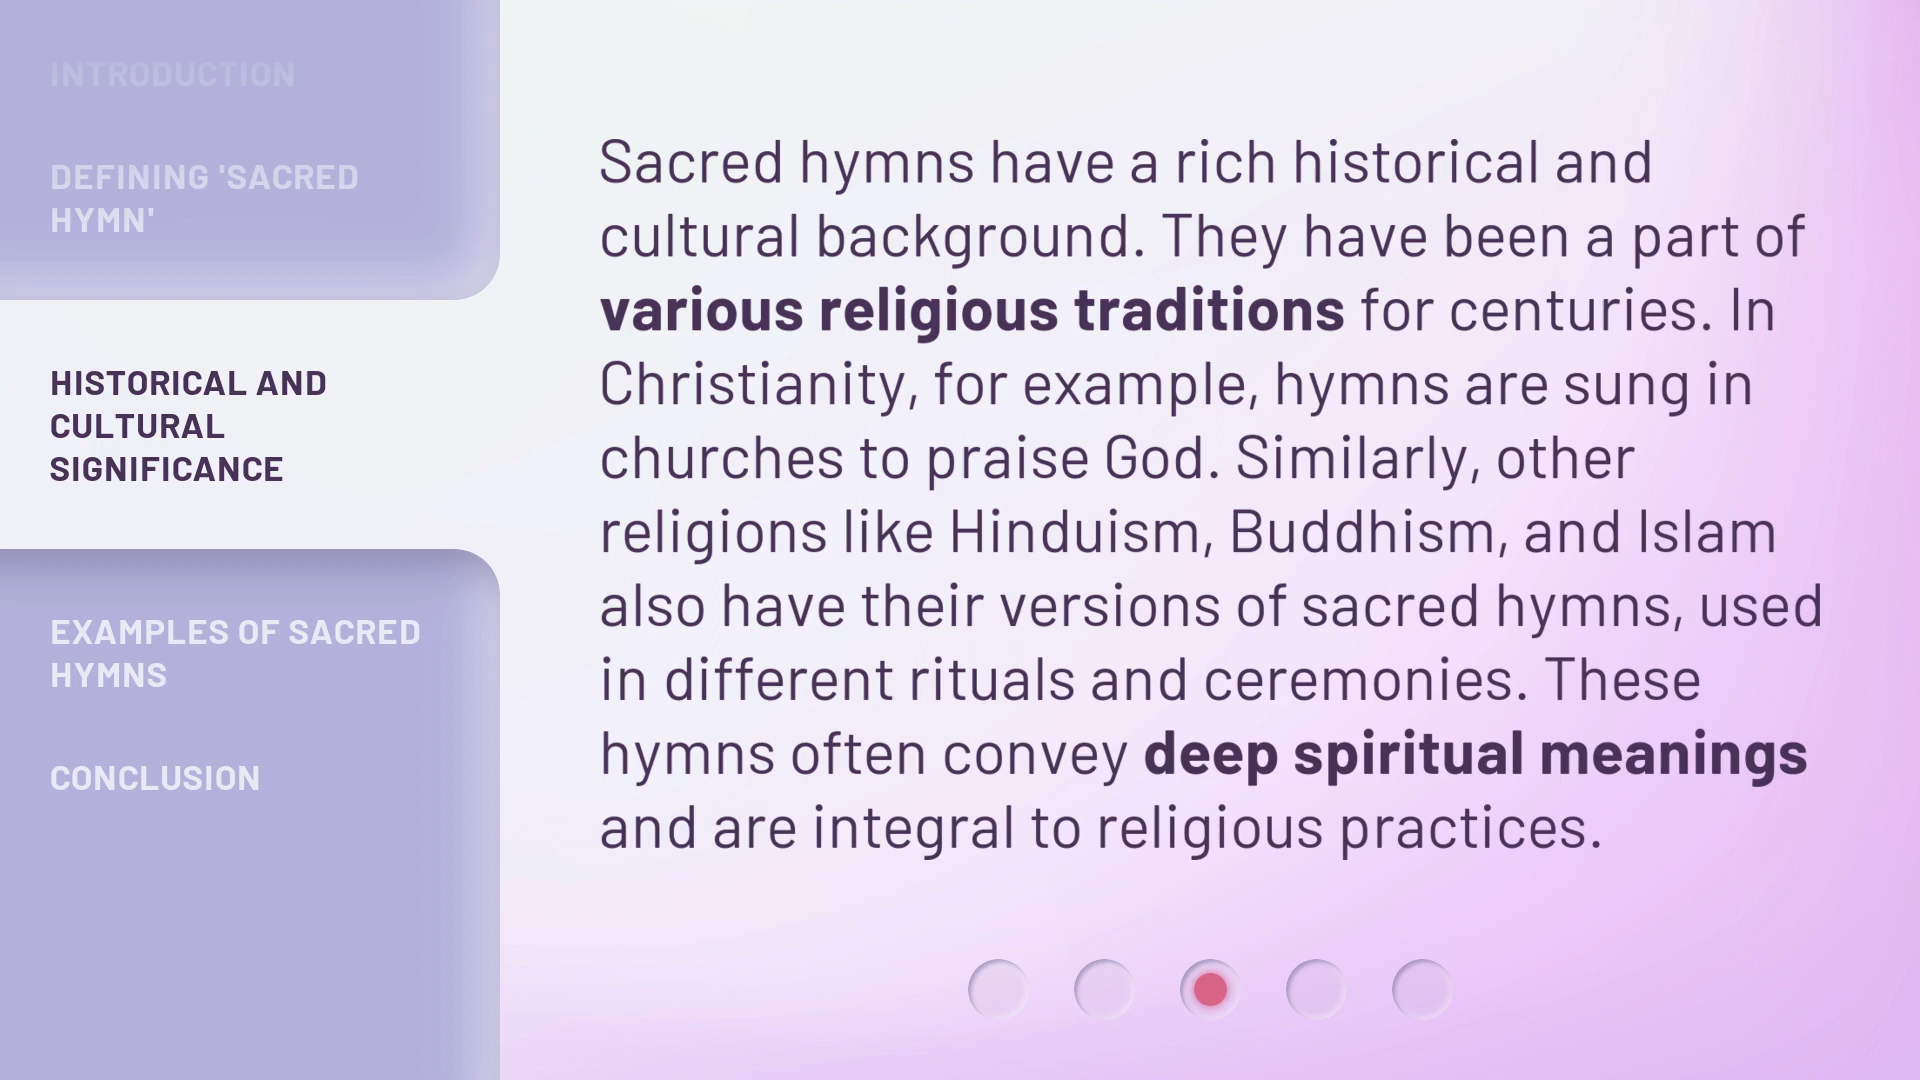 INTRODUCTION
DEFINING 'SACRED
HYMN'
HISTORICAL AND
CULTURAL
SIGNIFICANCE
EXAMPLES OF SACRED
HYMNS
CONCLUSION
Sacred hymns have a rich historical and
cultural background. They have been a part of
various religious traditions for centuries. In
Christianity, for example, hymns are sung in
churches to praise God. Similarly, other
religions like Hinduism, Buddhism, and Islam
also have their versions of sacred hymns, used
in different rituals and ceremonies. These
hymns often convey deep spiritual meanings
and are integral to religious practices.